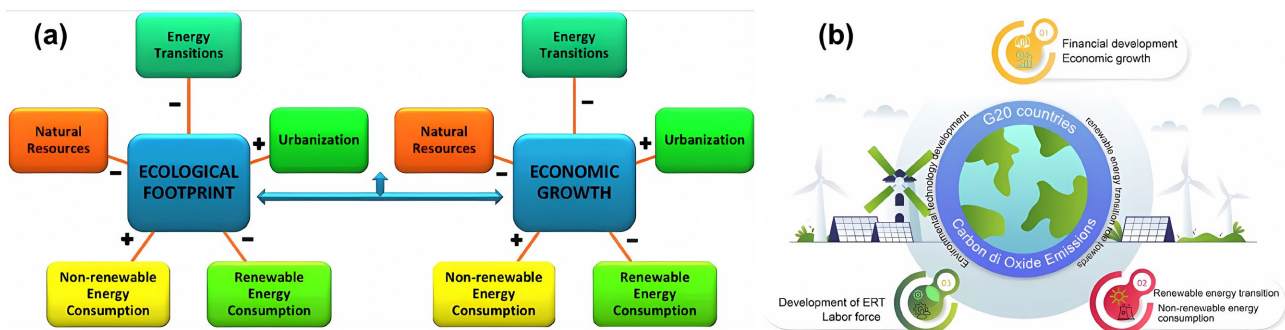 (a)
Energy
Transitions
−
Natural
Resources
−
+
Urbanization
ECOLOGICAL
FOOTPRINT
+
−
Non-renewable
Energy
Consumption
Renewable
Energy
Consumption
Energy
Transitions
−
Natural
Resources
−
+
Urbanization
ECONOMIC
GROWTH
+
−
Non-renewable
Energy
Consumption
Renewable
Energy
Consumption
(b)
01
Financial development
Economic growth
G20 countries
Carbon di Oxide Emissions
Environmental technology development
renewable energy transition role towards
03
Development of ERT
Labor force
02
Renewable energy transition
Non-renewable energy
consumption